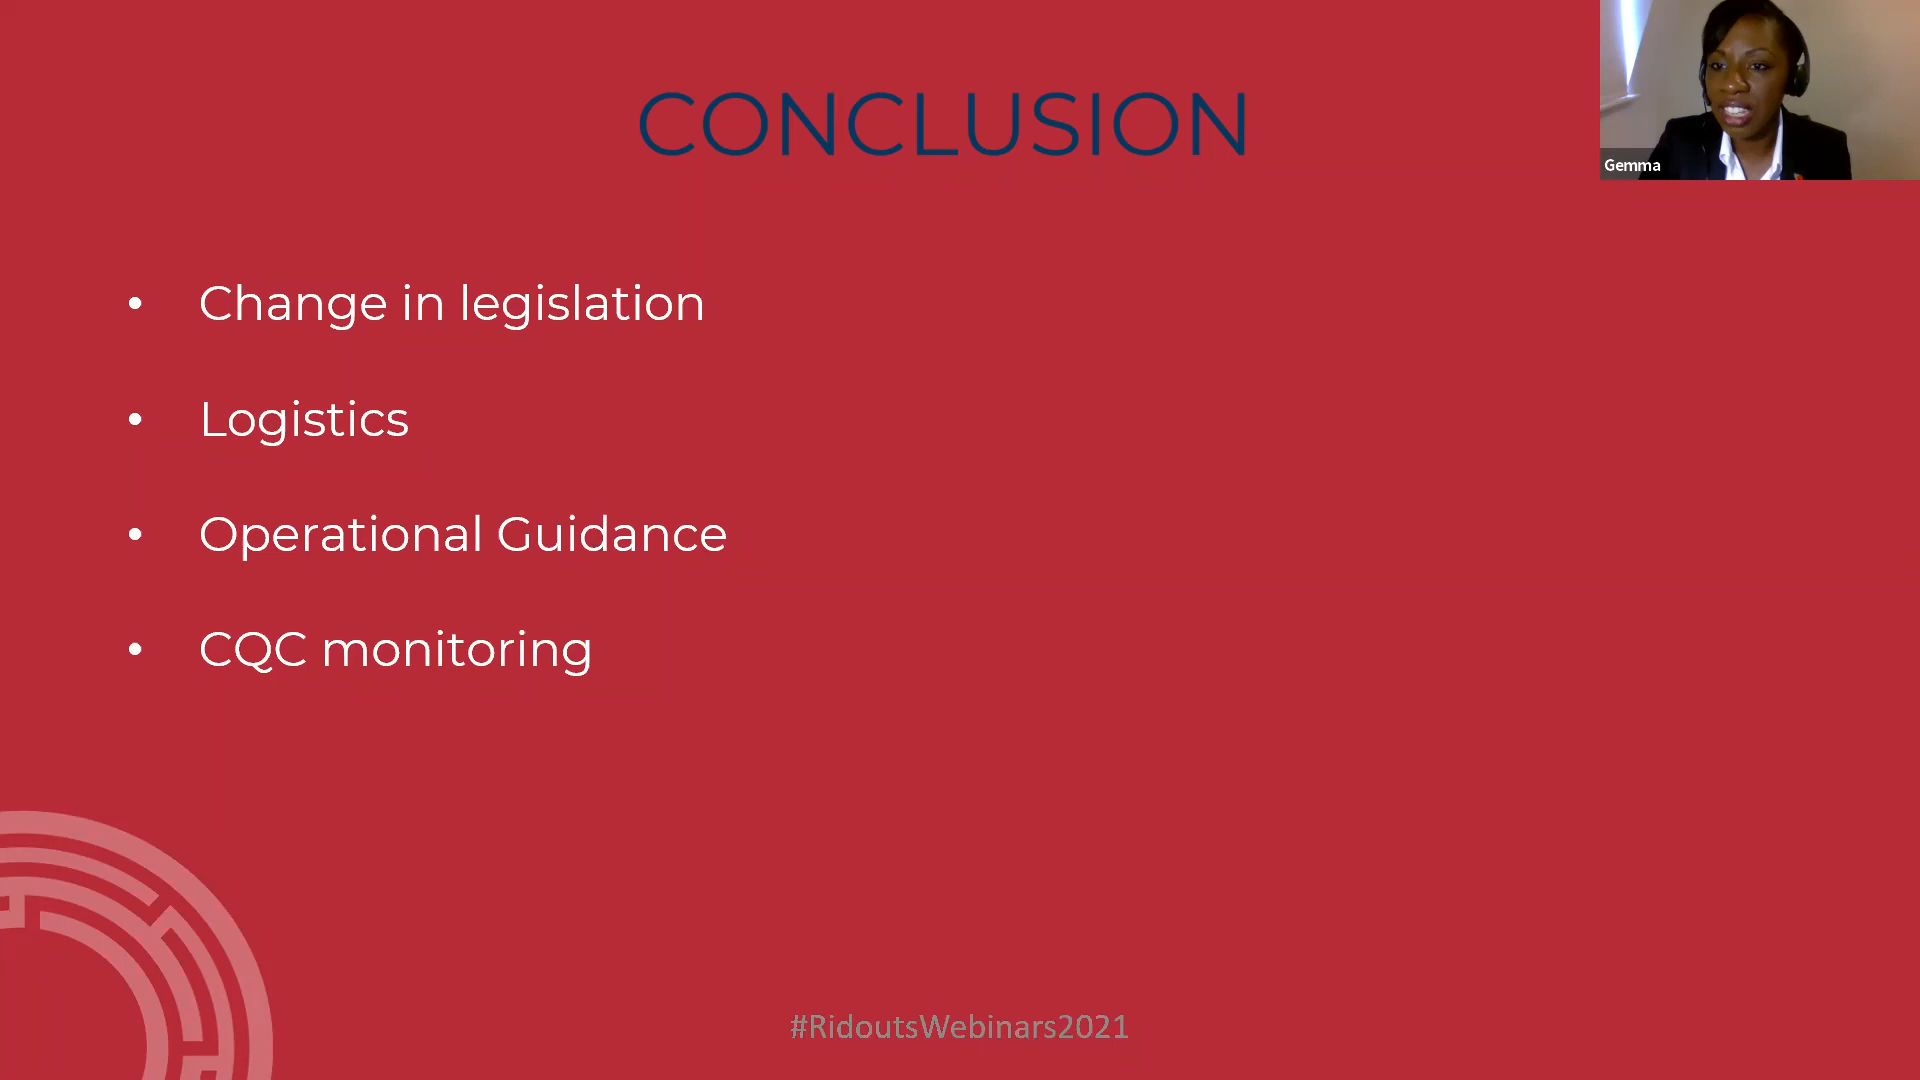 CONCLUSION
Gemma
• Change in legislation
• Logistics
• Operational Guidance
• CQC monitoring
#RidoutsWebinars2021